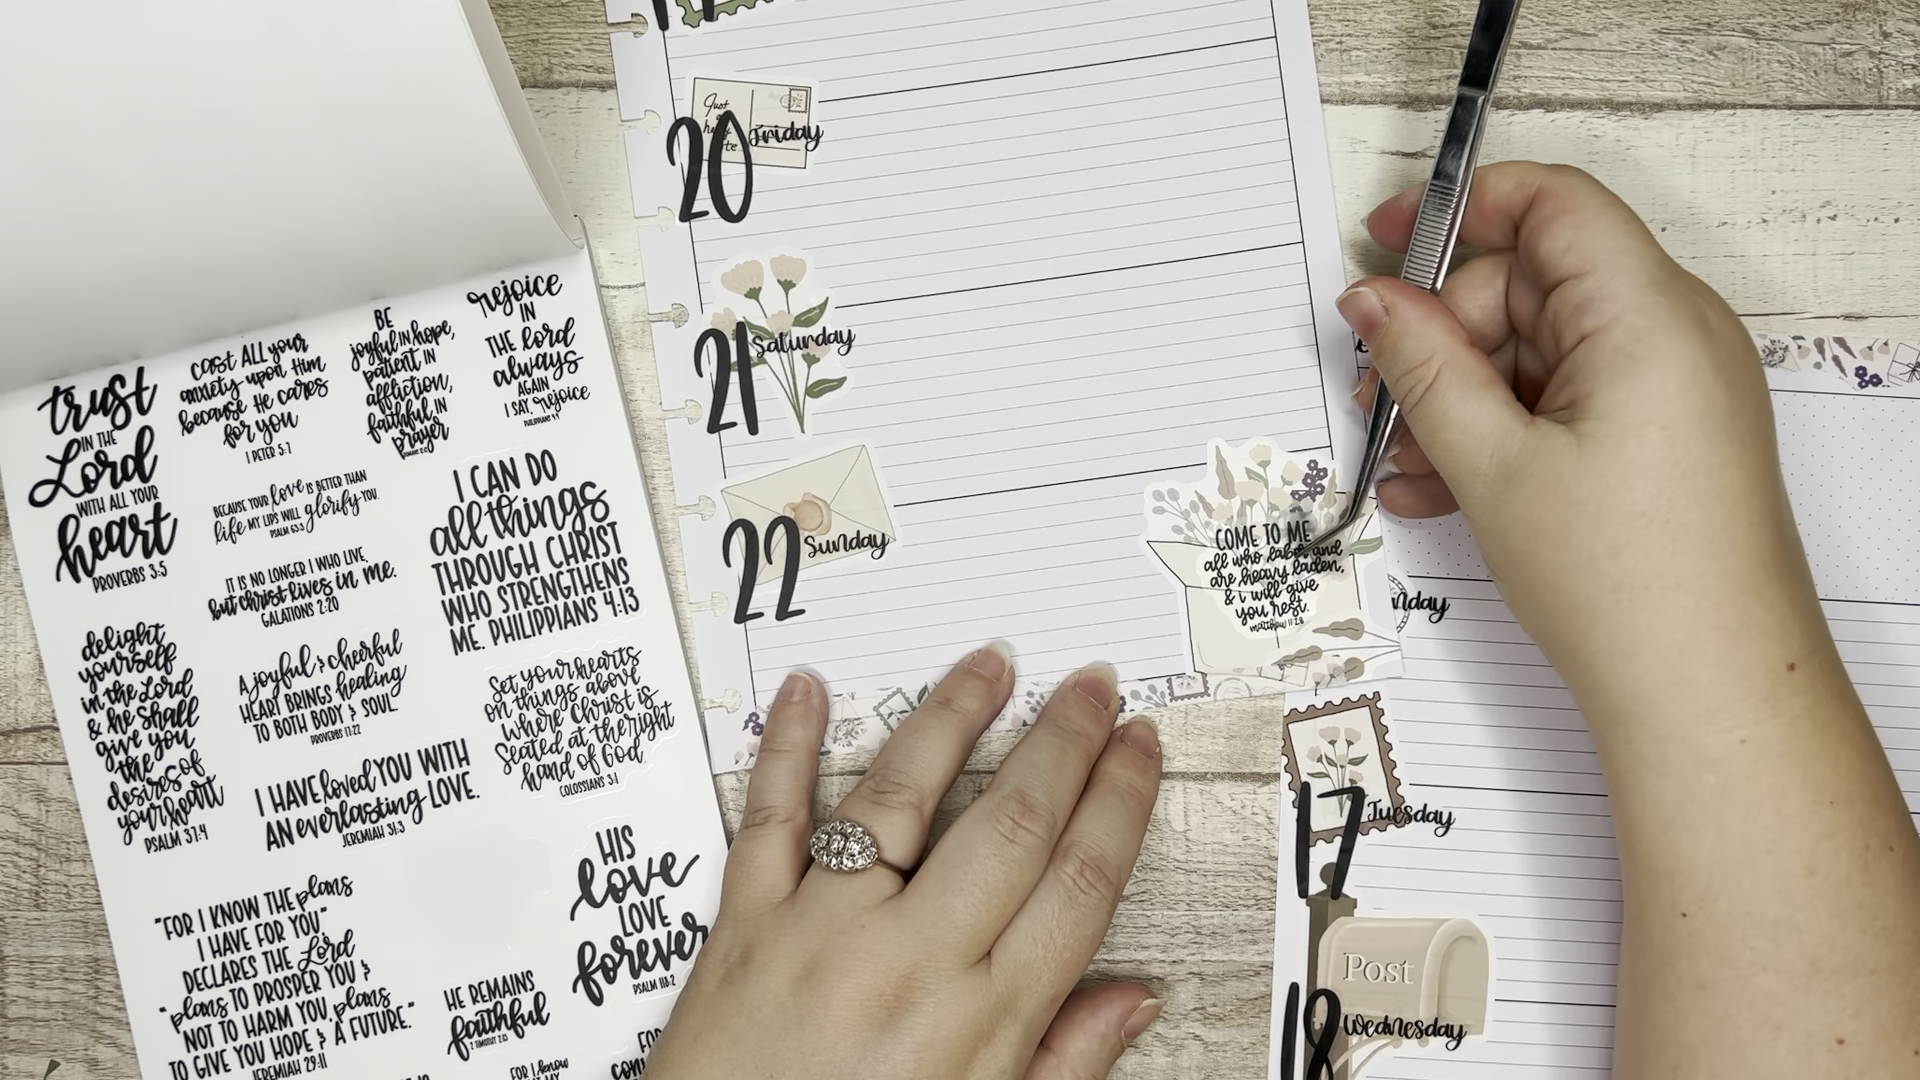 trust
IN THE
Lord
WITH ALL YOUR
heart
PROVERBS 3:5
cast ALL your
anxiety upon Him
because He cares
for you
1 PETER 5:7
BE
joyful IN hope,
patient IN
affliction,
faithful IN
prayer
rejoice
IN
THE Lord
always
AGAIN
I SAY, rejoice
BECAUSE YOUR love IS BETTER THAN
life MY LIPS WILL glorify YOU.
PSALM 63:3
IT IS NO LONGER I WHO LIVE,
but christ lives in me.
GALATIONS 2:20
I CAN DO
all things
THROUGH CHRIST
WHO STRENGTHENS
ME. PHILIPPIANS 4:13
delight
yourself
in the Lord
& he shall
give you
the
desires of
your heart
PSALM 37:4
A joyful & cheerful
HEART BRINGS healing
TO BOTH BODY & SOUL
PROVERBS 17:22
Set your hearts
on things above
where Christ is
Seated at the right
hand of God.
COLOSSIANS 3:1
I HAVE loved YOU WITH
AN everlasting LOVE.
JEREMIAH 31:3
HIS
love
LOVE
forever
PSALM 118:2
"FOR I KNOW THE plans
I HAVE FOR YOU,"
DECLARES THE Lord
"plans TO PROSPER YOU &
NOT TO HARM YOU, plans
TO GIVE YOU HOPE & A FUTURE."
JEREMIAH 29:11
HE REMAINS
faithful
FOR I know
Just
20
Friday
21
Saturday
22
Sunday
COME TO ME
all who labor and
are heavy laden,
& I will give
you rest.
matthew 11:28
nday
17
Tuesday
Post
18
Wednesday